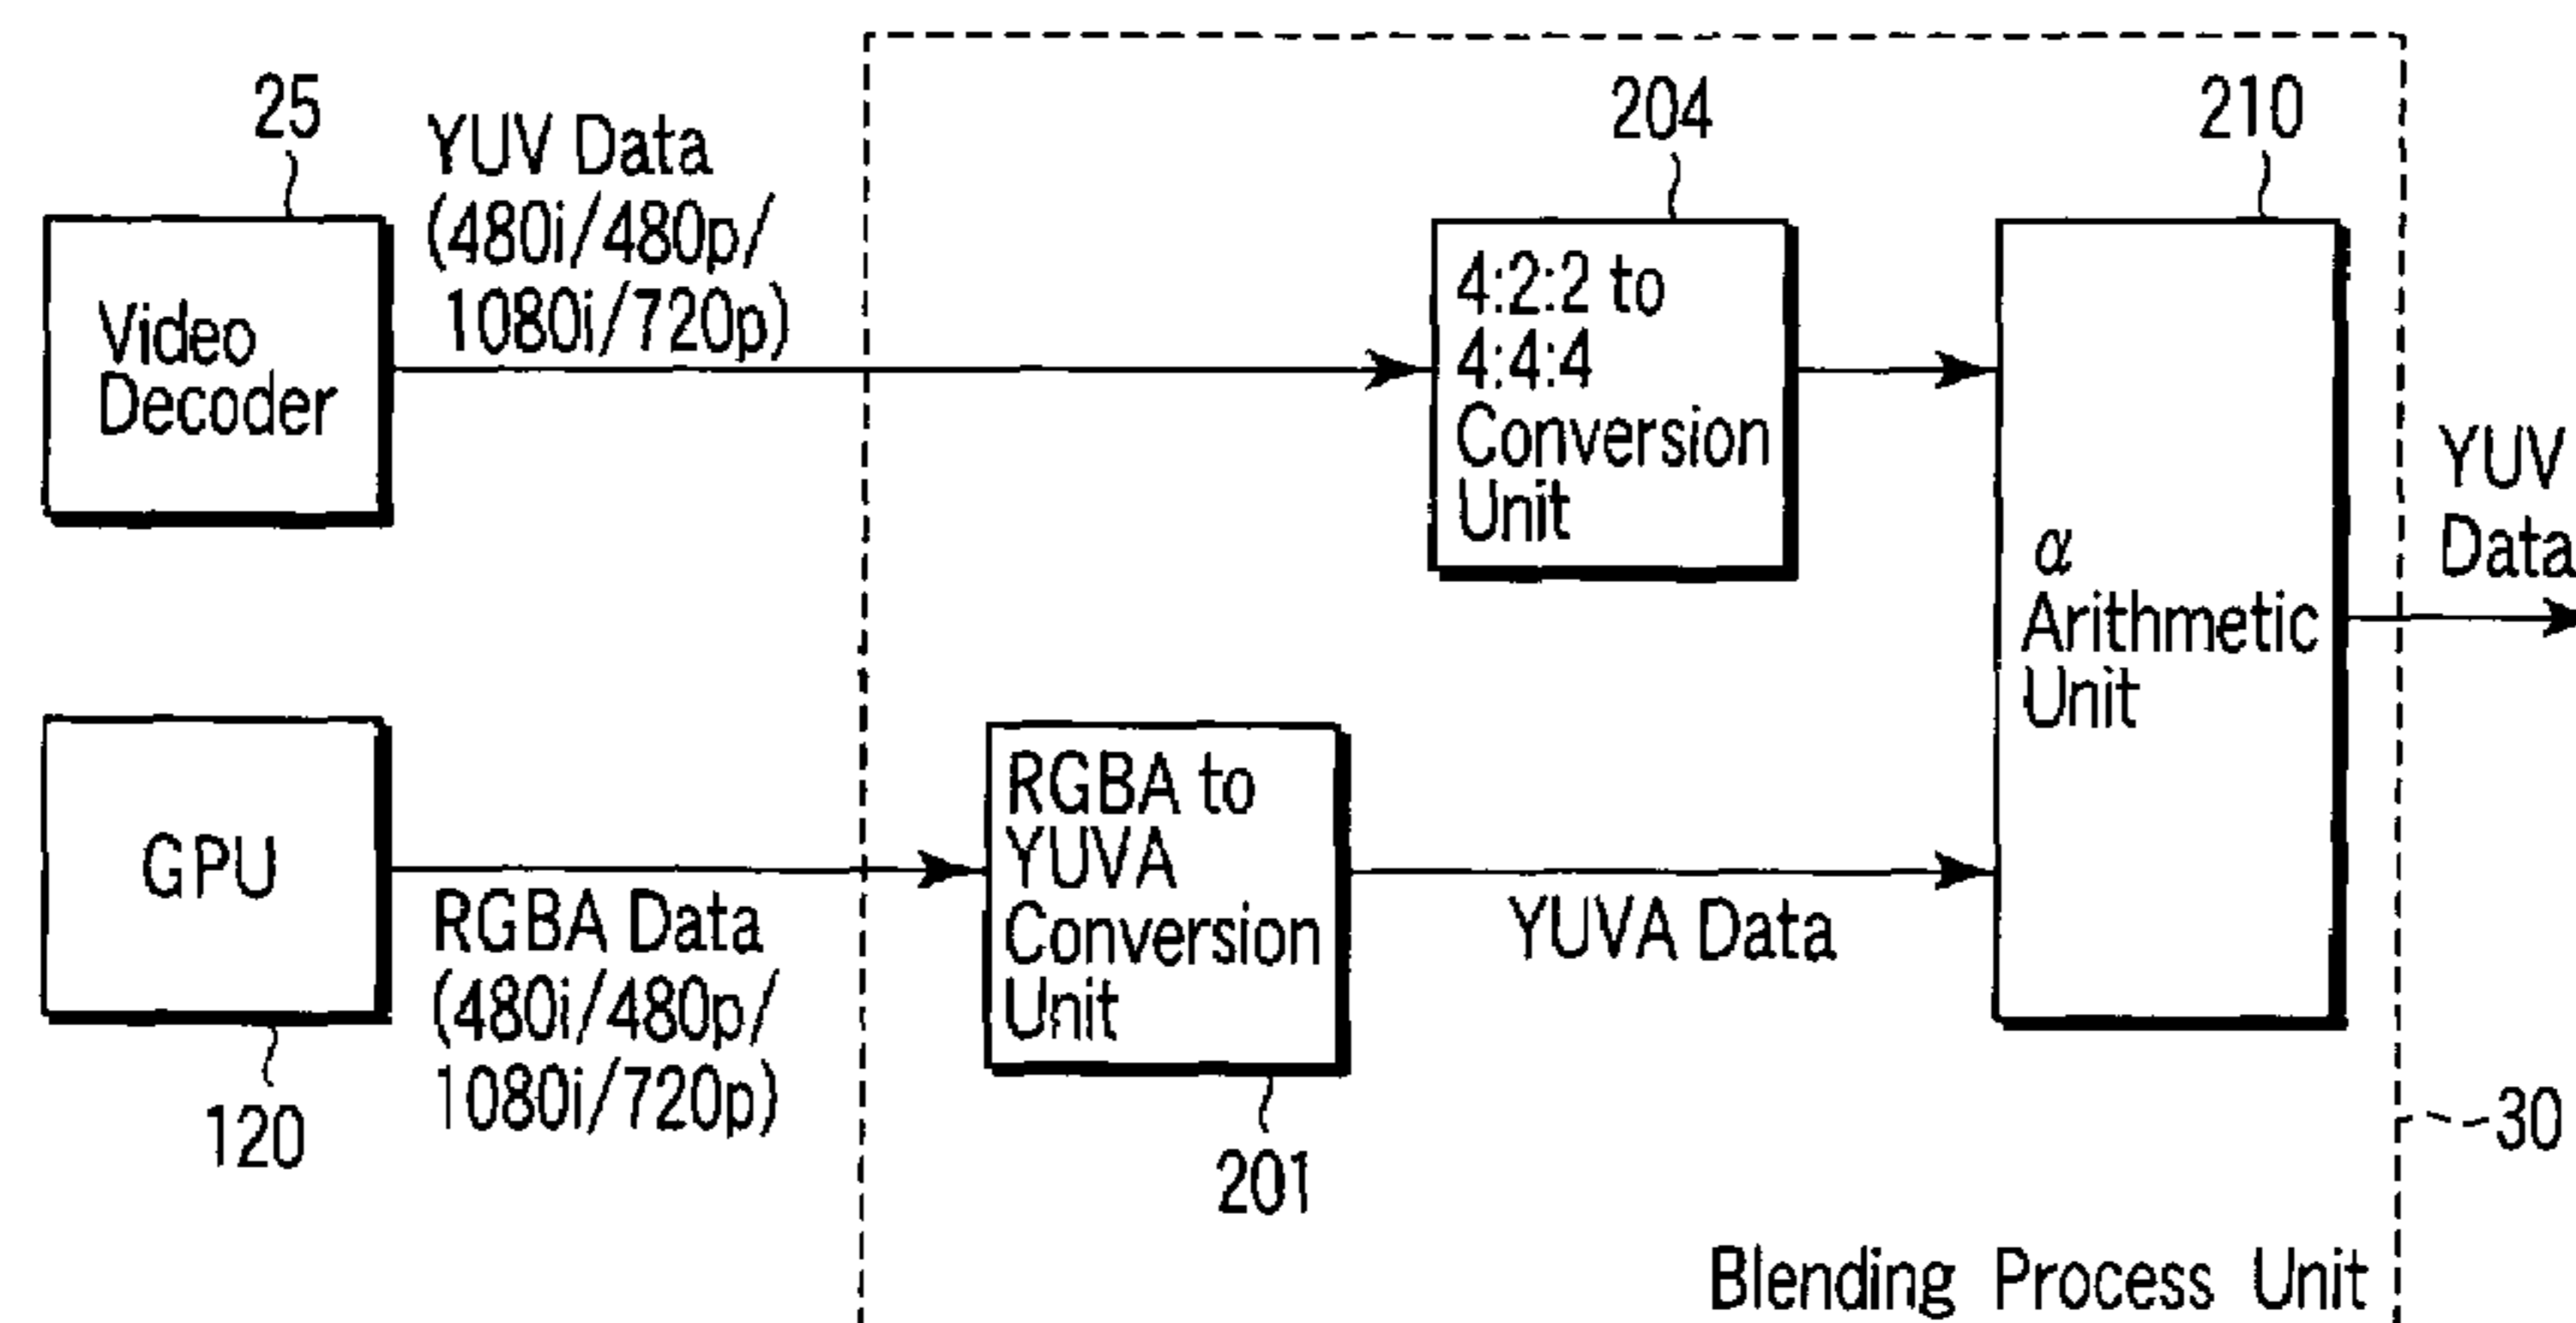 25
YUV Data
(480i/480p/
1080i/720p)
Video
Decoder
204
4:2:2 to
4:4:4
Conversion
Unit
210
α
Arithmetic
Unit
YUV
Data
GPU
120
RGBA Data
(480i/480p/
1080i/720p)
RGBA to
YUVA
Conversion
Unit
201
YUVA Data
30
Blending Process Unit